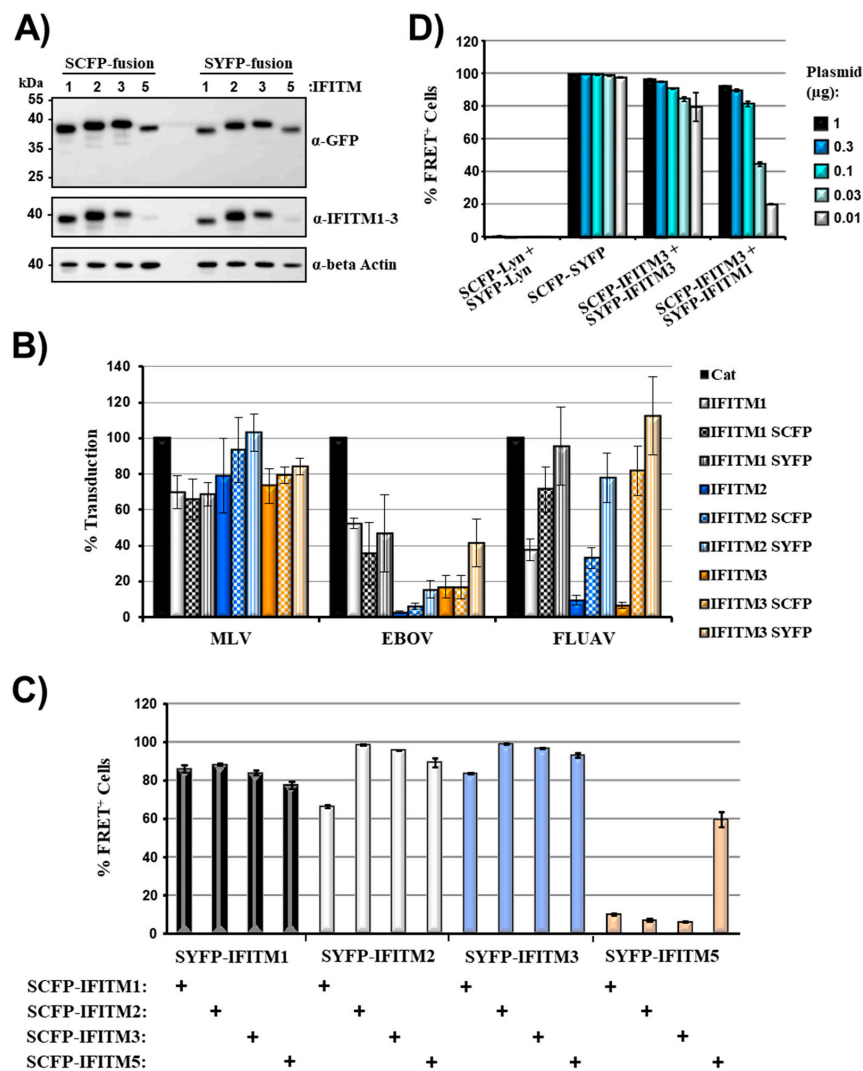 A)
SCFP-fusion SYFP-fusion
kDa 1 2 3 5 1 2 3 5 :IFITM
55
40
35
25
α-GFP
40
α-IFITM1-3
40
α-beta Actin
D)
% FRET+ Cells
120
100
80
60
40
20
0
SCFP-Lyn +
SYFP-Lyn
SCFP-SYFP
SCFP-IFITM3 +
SYFP-IFITM3
SCFP-IFITM3 +
SYFP-IFITM1
Plasmid
(µg):
1
0.3
0.1
0.03
0.01
B)
% Transduction
140
120
100
80
60
40
20
0
MLV EBOV FLUAV
Cat
IFITM1
IFITM1 SCFP
IFITM1 SYFP
IFITM2
IFITM2 SCFP
IFITM2 SYFP
IFITM3
IFITM3 SCFP
IFITM3 SYFP
C)
% FRET+ Cells
120
100
80
60
40
20
0
SYFP-IFITM1 SYFP-IFITM2 SYFP-IFITM3 SYFP-IFITM5
SCFP-IFITM1: + + + +
SCFP-IFITM2: + + + +
SCFP-IFITM3: + + + +
SCFP-IFITM5: + + + +